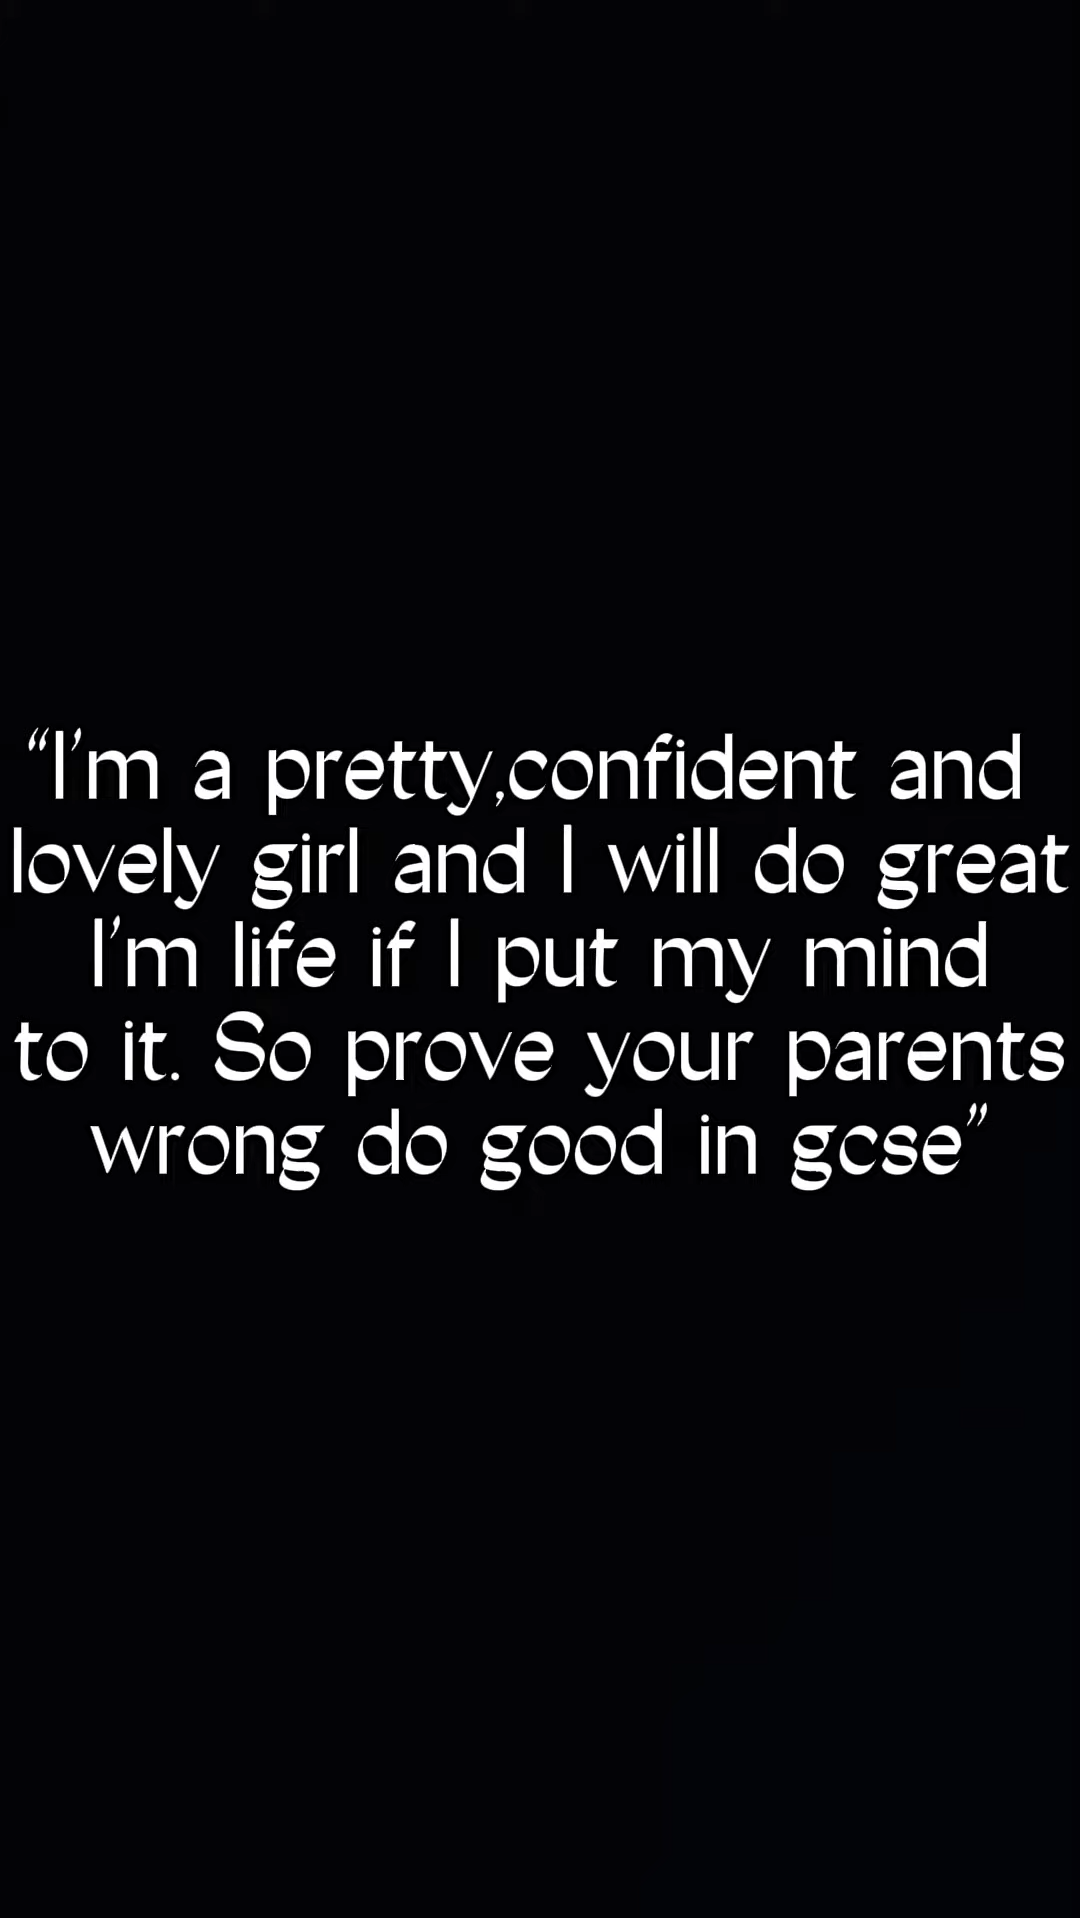 “I’m a pretty,confident and
lovely girl and I will do great
I’m life if I put my mind
to it. So prove your parents
wrong do good in gcse”